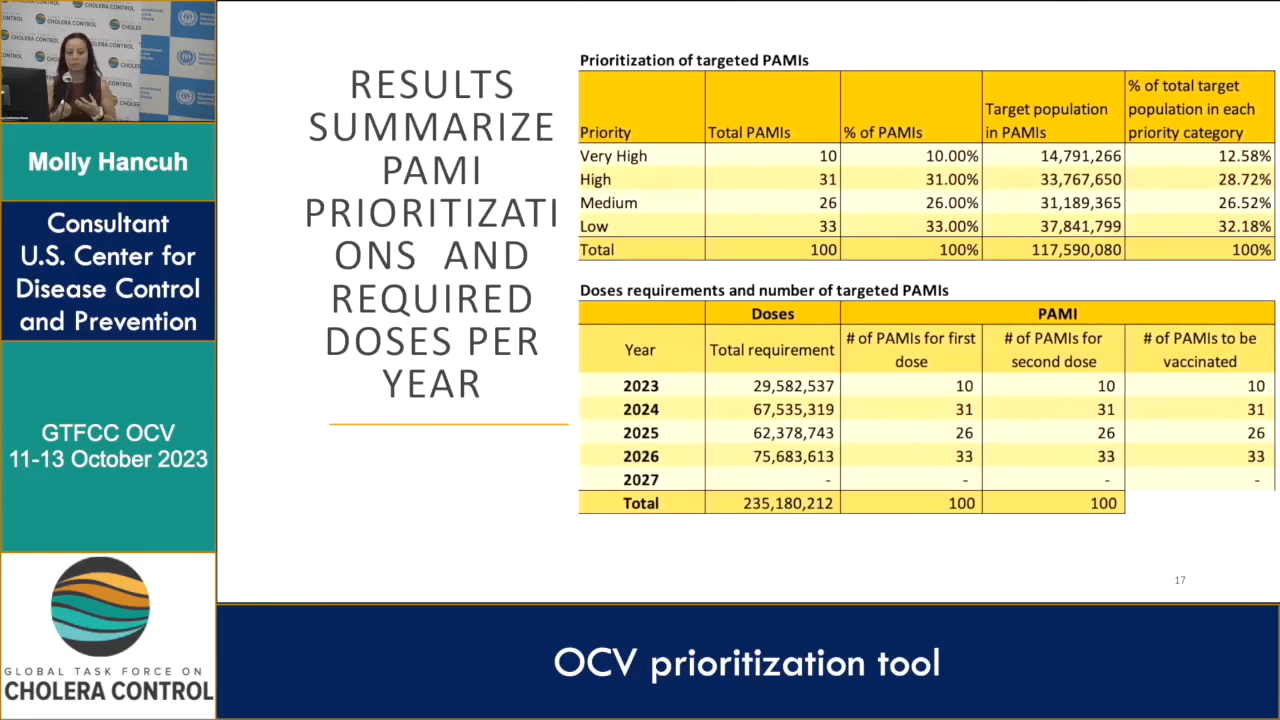 Molly Hancuh
Consultant
U.S. Center for
Disease Control
and Prevention
GTFCC OCV
11-13 October 2023
GLOBAL TASK FORCE ON
CHOLERA CONTROL
RESULTS
SUMMARIZE
PAMI
PRIORITIZATI
ONS AND
REQUIRED
DOSES PER
YEAR
Prioritization of targeted PAMIs
Priority Total PAMIs % of PAMIs Target population in PAMIs % of total target population in each priority category
Very High 10 10.00% 14,791,266 12.58%
High 31 31.00% 33,767,650 28.72%
Medium 26 26.00% 31,189,365 26.52%
Low 33 33.00% 37,841,799 32.18%
Total 100 100% 117,590,080 100%
Doses requirements and number of targeted PAMIs
Doses PAMI
Year Total requirement # of PAMIs for first dose # of PAMIs for second dose # of PAMIs to be vaccinated
2023 29,582,537 10 10 10
2024 67,535,319 31 31 31
2025 62,378,743 26 26 26
2026 75,683,613 33 33 33
2027 - - - -
Total 235,180,212 100 100
17
OCV prioritization tool